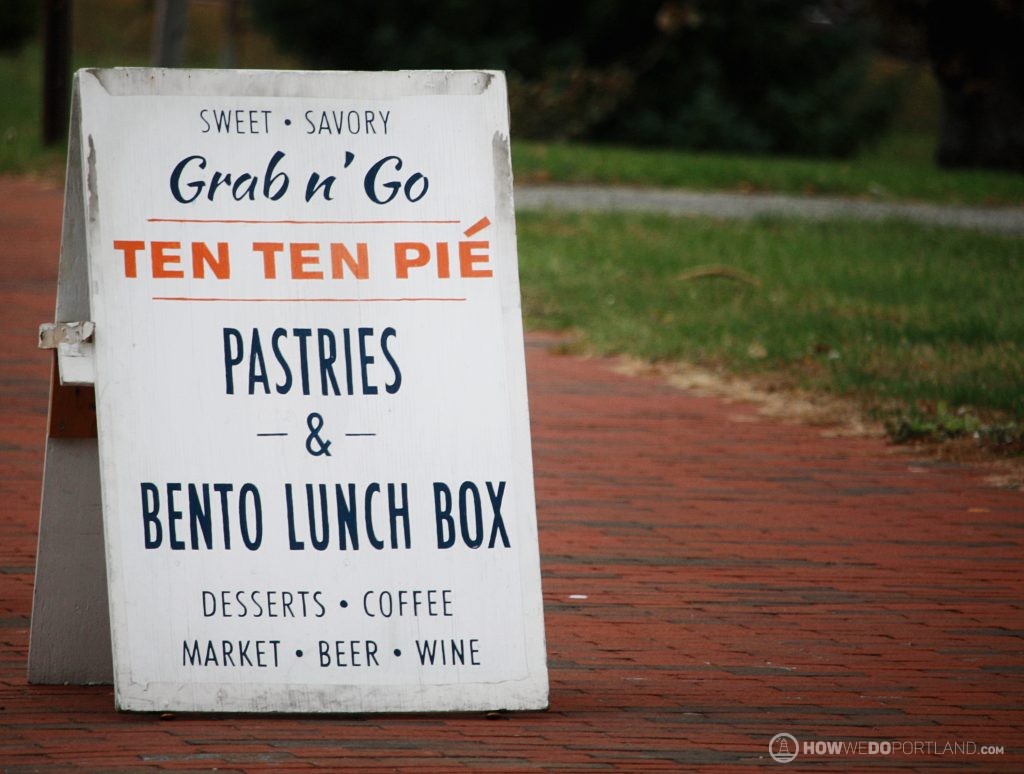 SWEET • SAVORY
Grab n' Go
TEN TEN PIÉ
PASTRIES
- & -
BENTO LUNCH BOX
DESSERTS • COFFEE
MARKET • BEER • WINE
HOWWEDOPORTLAND.COM